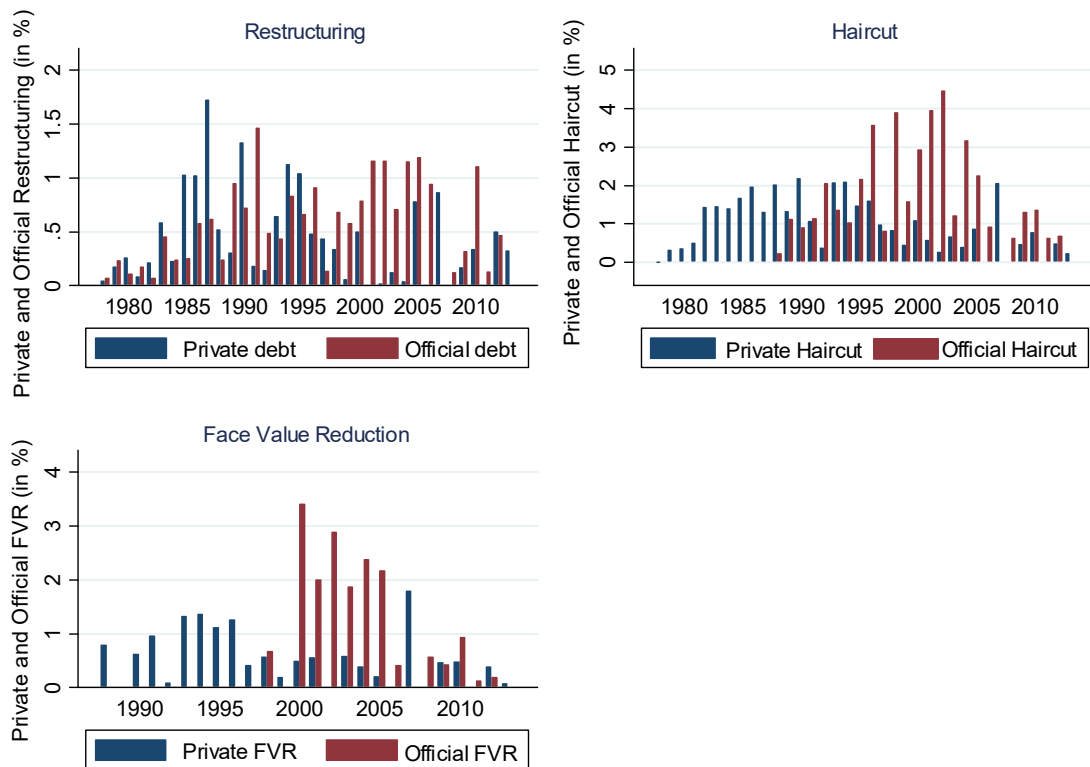 Restructuring
Private and Official Restructuring (in %)
2
1.5
1
.5
0
1980 1985 1990 1995 2000 2005 2010
Private debt Official debt
Haircut
Private and Official Haircut (in %)
5
4
3
2
1
0
1980 1985 1990 1995 2000 2005 2010
Private Haircut Official Haircut
Face Value Reduction
Private and Official FVR (in %)
4
3
2
1
0
1990 1995 2000 2005 2010
Private FVR Official FVR